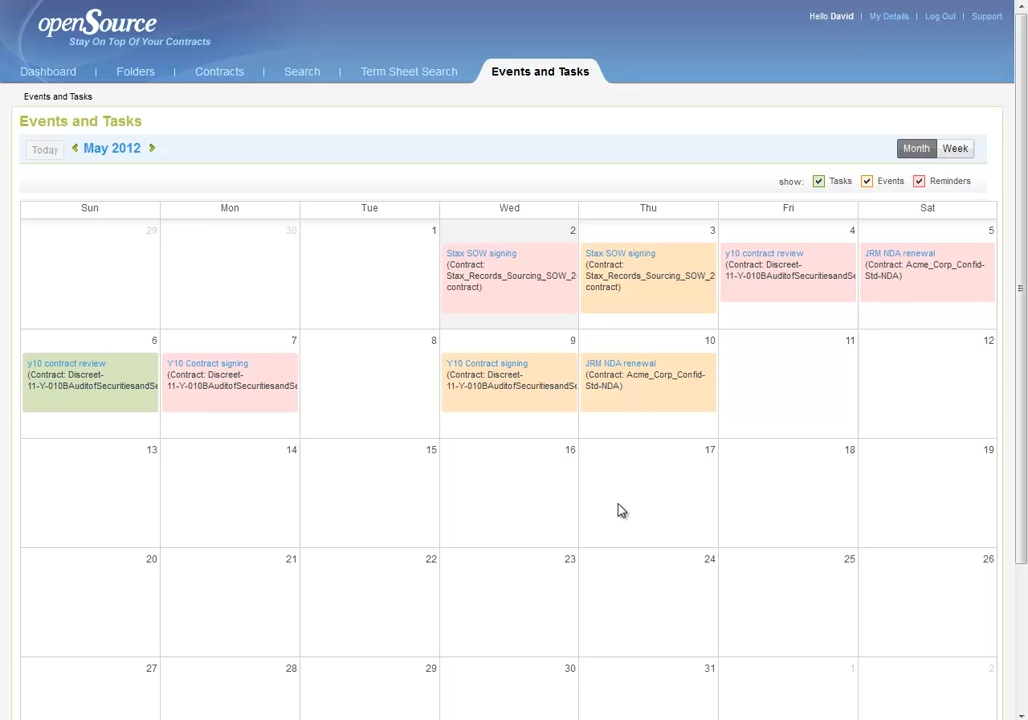 openSource
Stay On Top Of Your Contracts
Hello David | My Details | Log Out | Support
Dashboard | Folders | Contracts | Search | Term Sheet Search Events and Tasks
Events and Tasks
Events and Tasks
Today May 2012 Month Week
show: Tasks Events Reminders
Sun Mon Tue Wed Thu Fri Sat
29 30 1 2 3 4 5
Stax SOW signing
(Contract:
Stax_Records_Sourcing_SOW_2
contract)
Stax SOW signing
(Contract:
Stax_Records_Sourcing_SOW_2
contract)
y10 contract review
(Contract: Discreet-
11-Y-010BAuditofSecuritiesandSe
JRM NDA renewal
(Contract: Acme_Corp_Confid-
Std-NDA)
6 7 8 9 10 11 12
y10 contract review
(Contract: Discreet-
11-Y-010BAuditofSecuritiesandSe
Y10 Contract signing
(Contract: Discreet-
11-Y-010BAuditofSecuritiesandSe
Y10 Contract signing
(Contract: Discreet-
11-Y-010BAuditofSecuritiesandSe
JRM NDA renewal
(Contract: Acme_Corp_Confid-
Std-NDA)
13 14 15 16 17 18 19
20 21 22 23 24 25 26
27 28 29 30 31 1 2